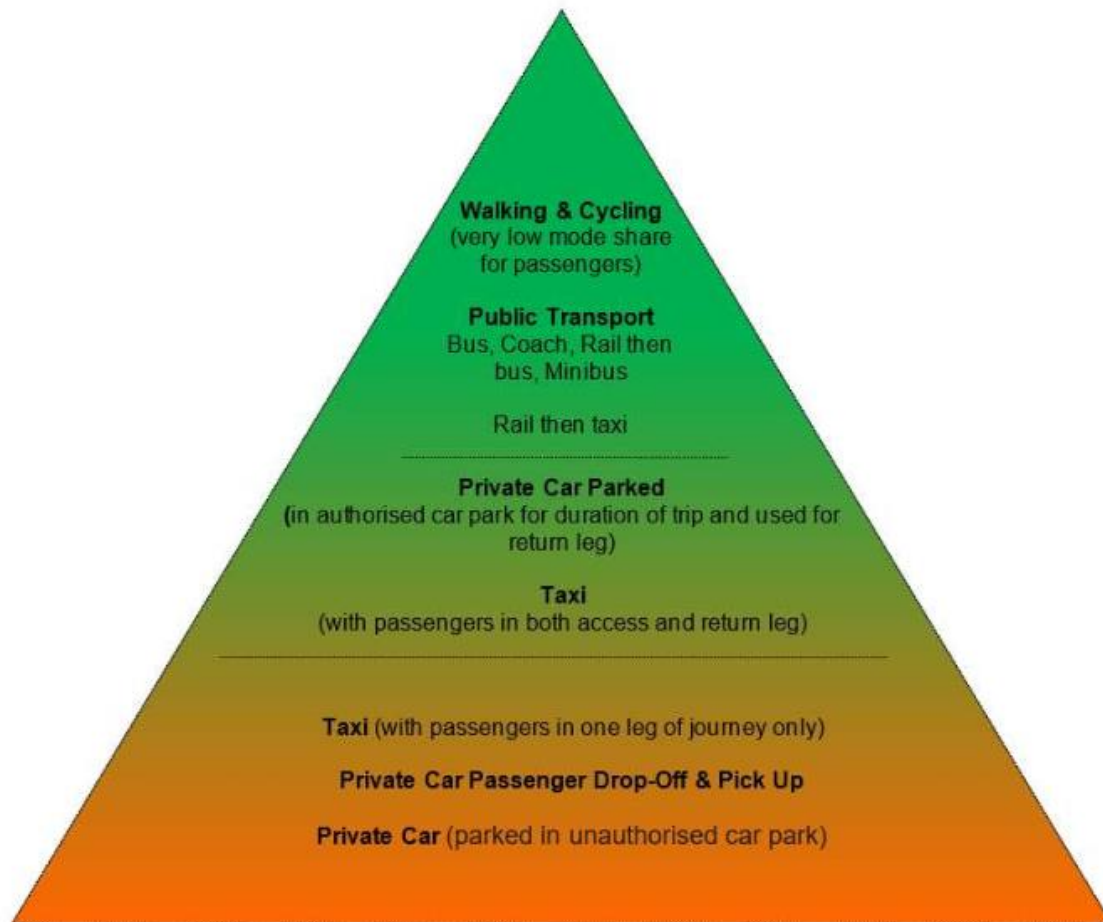 Walking & Cycling
(very low mode share
for passengers)
Public Transport
Bus, Coach, Rail then
bus, Minibus
Rail then taxi
Private Car Parked
(in authorised car park for duration of trip and used for
return leg)
Taxi
(with passengers in both access and return leg)
Taxi (with passengers in one leg of journey only)
Private Car Passenger Drop-Off & Pick Up
Private Car (parked in unauthorised car park)